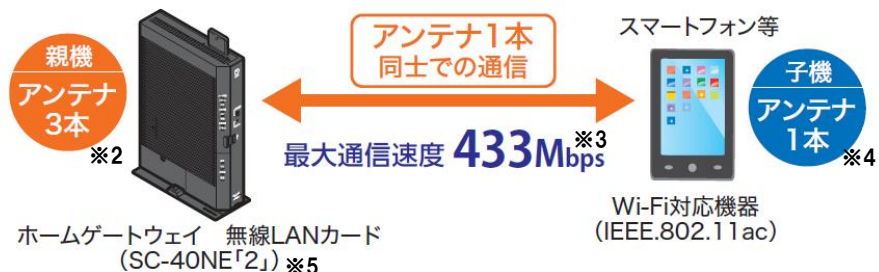 親機
アンテナ
3本
※2
アンテナ1本
同士での通信
最大通信速度 433Mbps ※3
スマートフォン等
子機
アンテナ
1本
※4
ホームゲートウェイ 無線LANカード
(SC-40NE「2」) ※5
Wi-Fi対応機器
(IEEE.802.11ac)